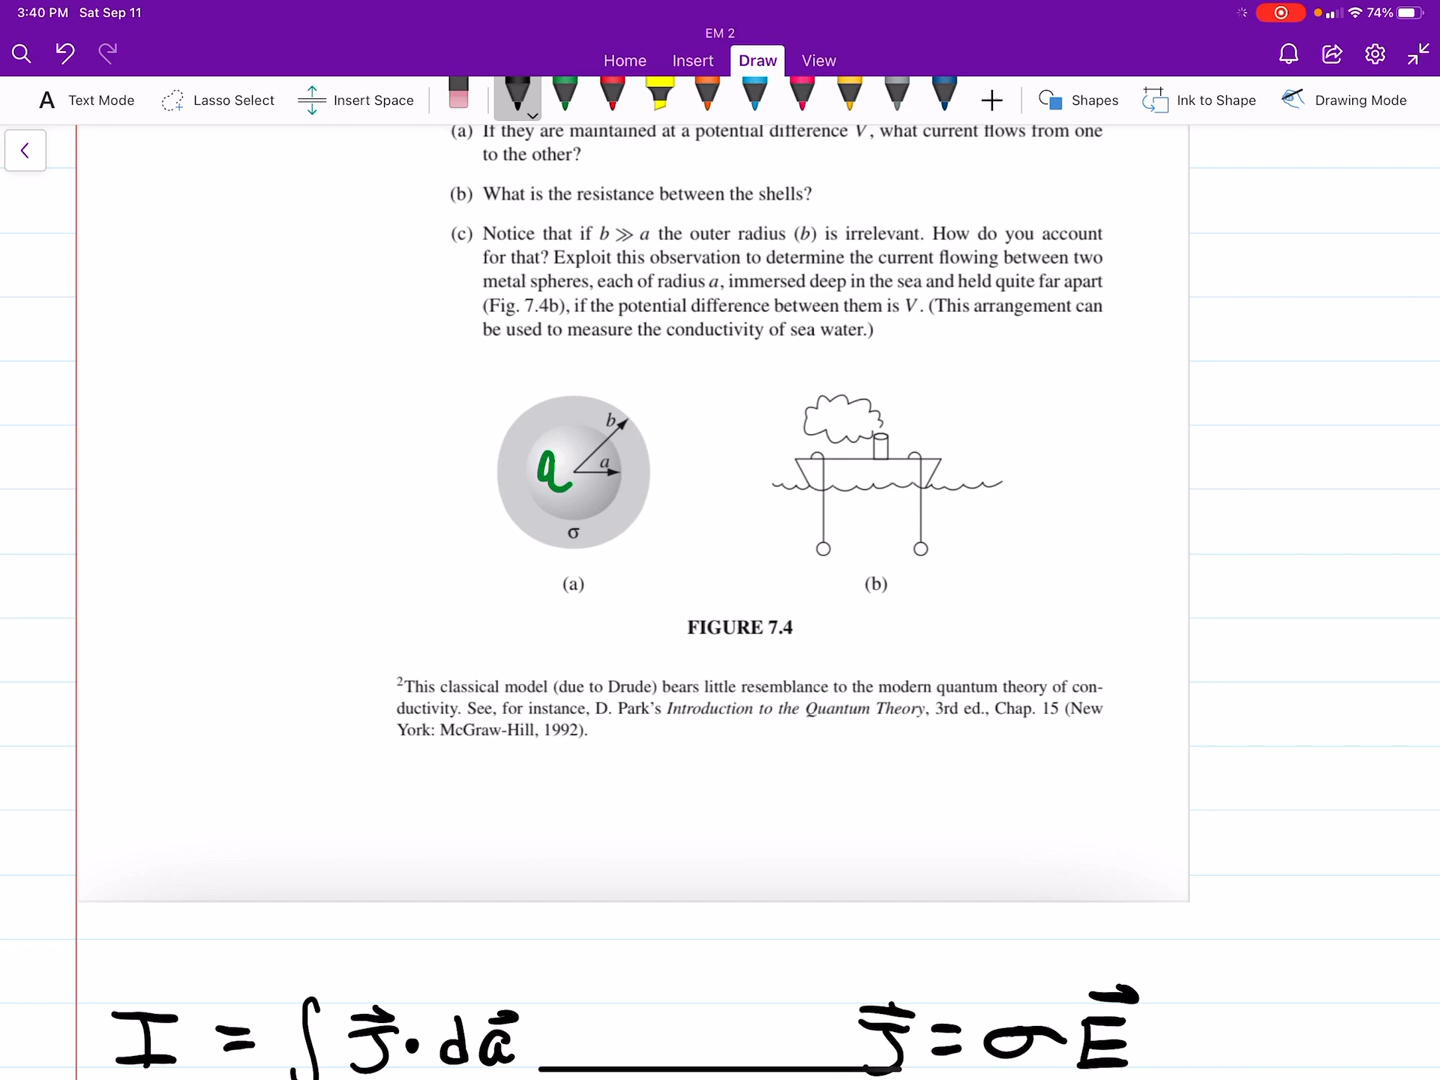 3:40 PM Sat Sep 11
74%
EM 2
Home Insert Draw View
A Text Mode Lasso Select Insert Space Shapes Ink to Shape Drawing Mode
(a) If they are maintained at a potential difference V, what current flows from one
to the other?
(b) What is the resistance between the shells?
(c) Notice that if b ≫ a the outer radius (b) is irrelevant. How do you account
for that? Exploit this observation to determine the current flowing between two
metal spheres, each of radius a, immersed deep in the sea and held quite far apart
(Fig. 7.4b), if the potential difference between them is V. (This arrangement can
be used to measure the conductivity of sea water.)
b
a
σ
(a)
(b)
FIGURE 7.4
²This classical model (due to Drude) bears little resemblance to the modern quantum theory of con-
ductivity. See, for instance, D. Park's Introduction to the Quantum Theory, 3rd ed., Chap. 15 (New
York: McGraw-Hill, 1992).
I = ∫ J⃗ · da⃗ J⃗ = σE⃗